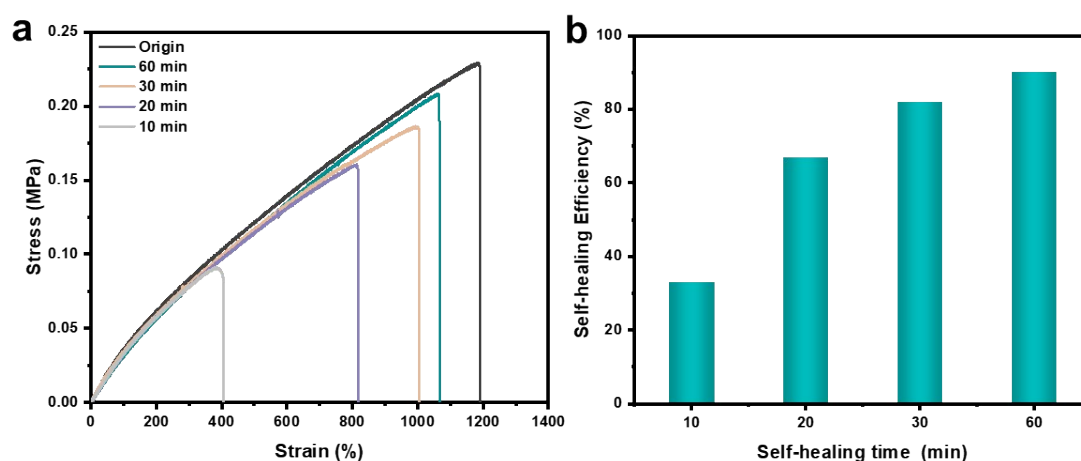 a
0.25
0.20
0.15
0.10
0.05
0.00
Stress (MPa)
Origin
60 min
30 min
20 min
10 min
0 200 400 600 800 1000 1200 1400
Strain (%)
b
100
80
60
40
20
0
Self-healing Efficiency (%)
10 20 30 60
Self-healing time (min)